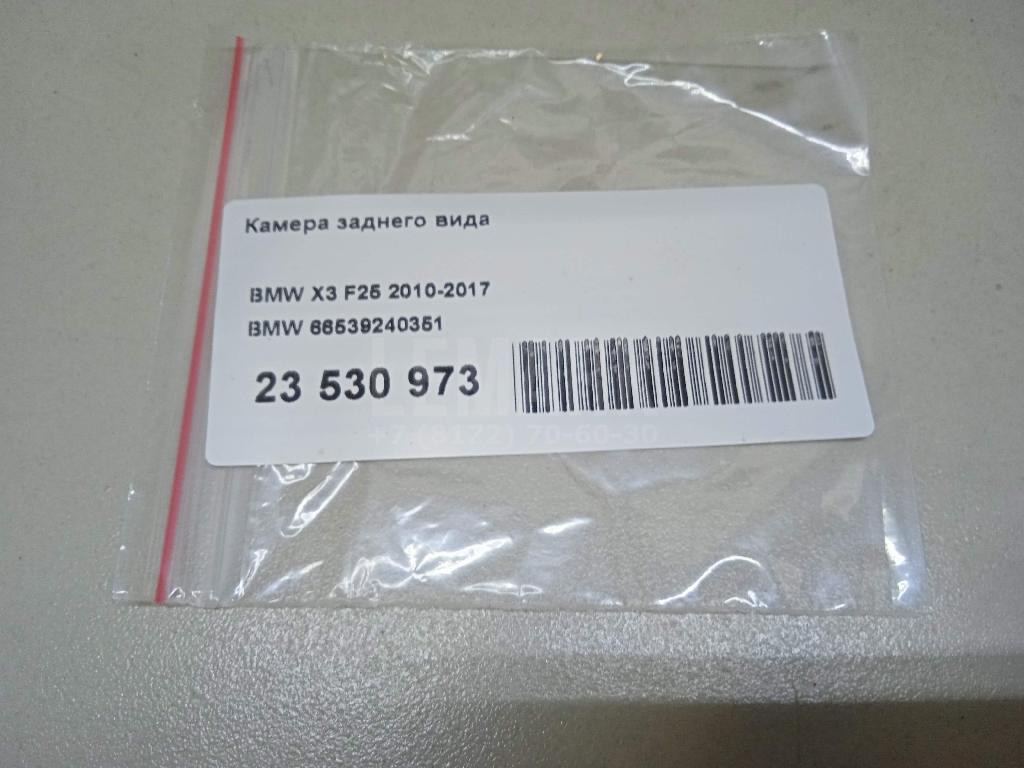 Камера заднего вида
BMW X3 F25 2010-2017
BMW 66539240351
23 530 973
+7 (8172) 70-60-30